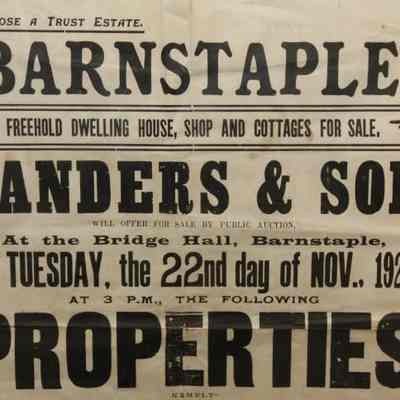 OSE A TRUST ESTATE.
BARNSTAPLE
FREEHOLD DWELLING HOUSE, SHOP AND COTTAGES FOR SALE.
ANDERS & SO
WILL OFFER FOR SALE BY PUBLIC AUCTION,
At the Bridge Hall, Barnstaple,
TUESDAY, the 22nd day of NOV., 192
AT 3 P.M., THE FOLLOWING
PROPERTIES
NAMELY-